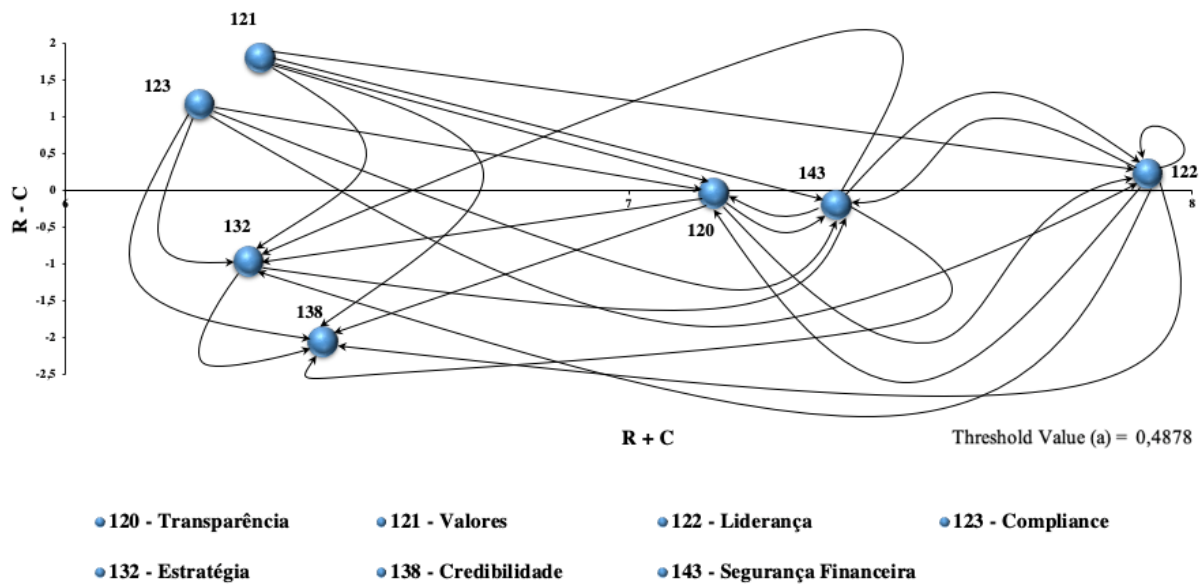 121
2
1,5
123
1
0,5
143
122
0
6
7
8
R - C
-0,5
120
132
-1
-1,5
138
-2
-2,5
R + C
Threshold Value (a) = 0,4878
120 - Transparência
121 - Valores
122 - Liderança
123 - Compliance
132 - Estratégia
138 - Credibilidade
143 - Segurança Financeira